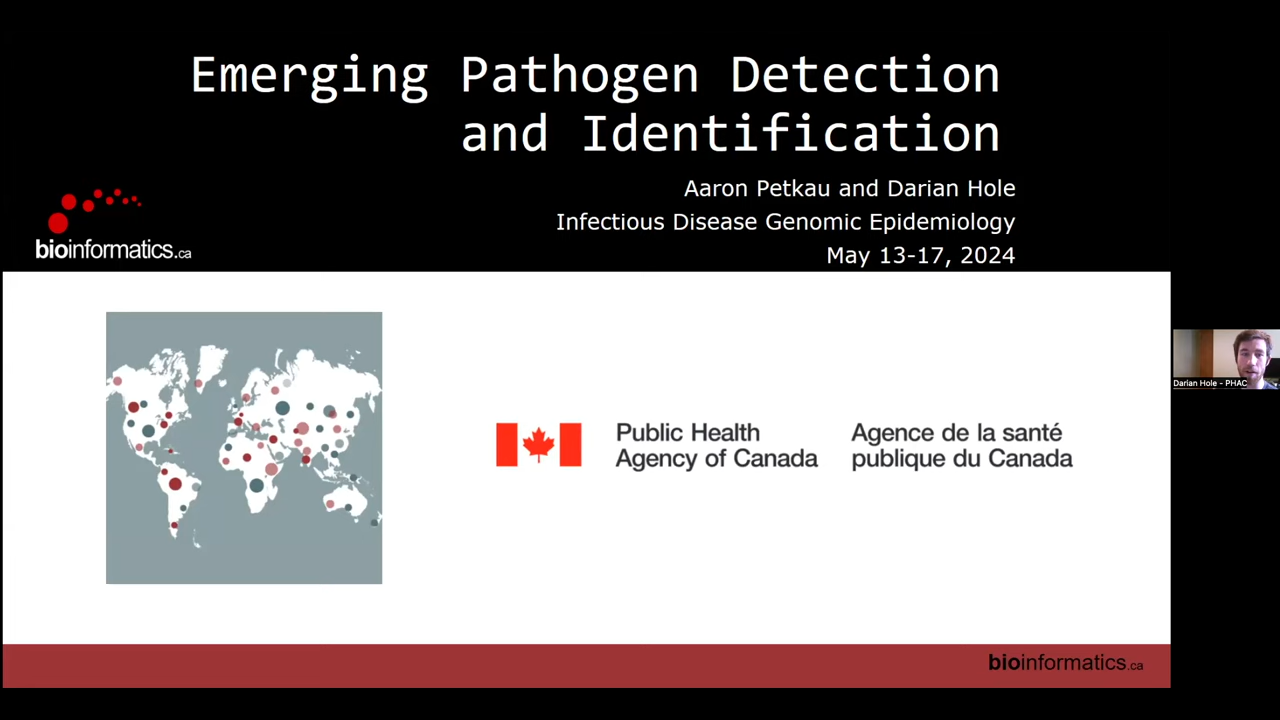 Emerging Pathogen Detection
and Identification
Aaron Petkau and Darian Hole
Infectious Disease Genomic Epidemiology
May 13-17, 2024
bioinformatics.ca
Public Health
Agency of Canada
Agence de la santé
publique du Canada
Darian Hole - PHAC
bioinformatics.ca